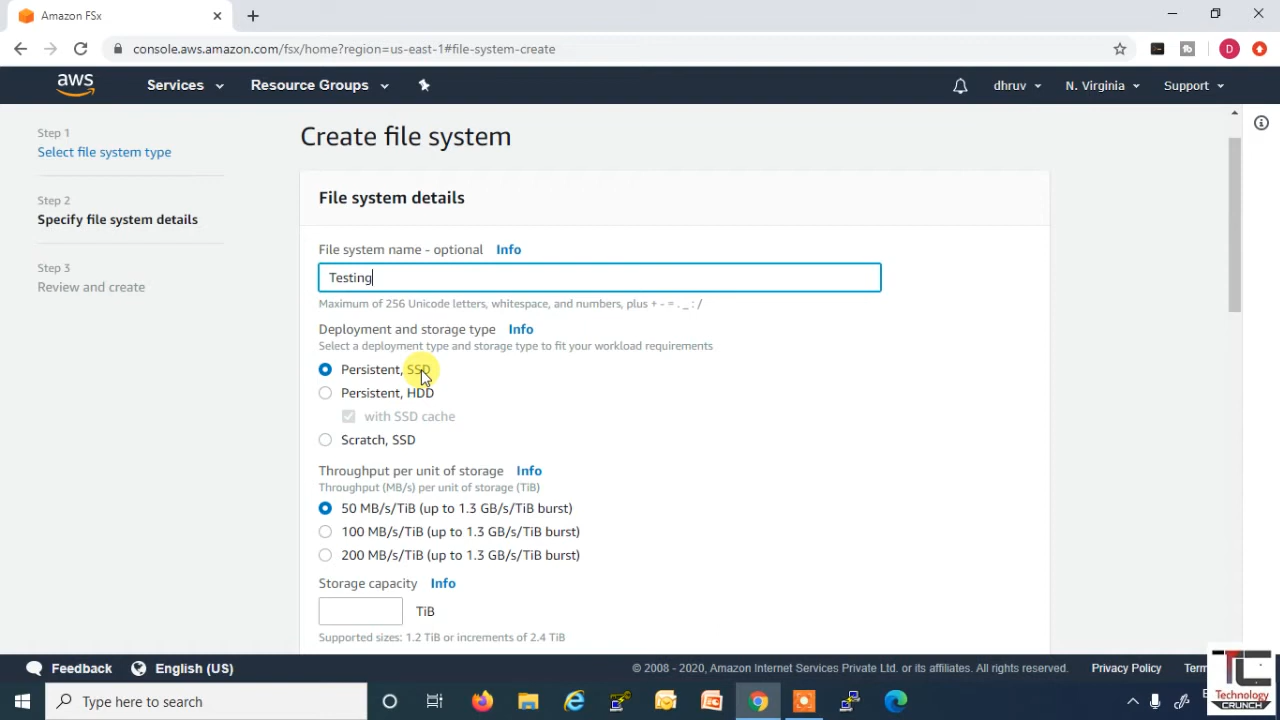 Amazon FSx
console.aws.amazon.com/fsx/home?region=us-east-1#file-system-create
D
aws
Services
Resource Groups
dhruv
N. Virginia
Support
Step 1
Select file system type
Step 2
Specify file system details
Step 3
Review and create
Create file system
File system details
File system name - optional Info
Testing
Maximum of 256 Unicode letters, whitespace, and numbers, plus + - = . _ : /
Deployment and storage type Info
Select a deployment type and storage type to fit your workload requirements
Persistent, SSD
Persistent, HDD
with SSD cache
Scratch, SSD
Throughput per unit of storage Info
Throughput (MB/s) per unit of storage (TiB)
50 MB/s/TiB (up to 1.3 GB/s/TiB burst)
100 MB/s/TiB (up to 1.3 GB/s/TiB burst)
200 MB/s/TiB (up to 1.3 GB/s/TiB burst)
Storage capacity Info
TiB
Supported sizes: 1.2 TiB or increments of 2.4 TiB
Feedback
English (US)
© 2008 - 2020, Amazon Internet Services Private Ltd. or its affiliates. All rights reserved.
Privacy Policy
Type here to search
TC
Technology
CRUNCH